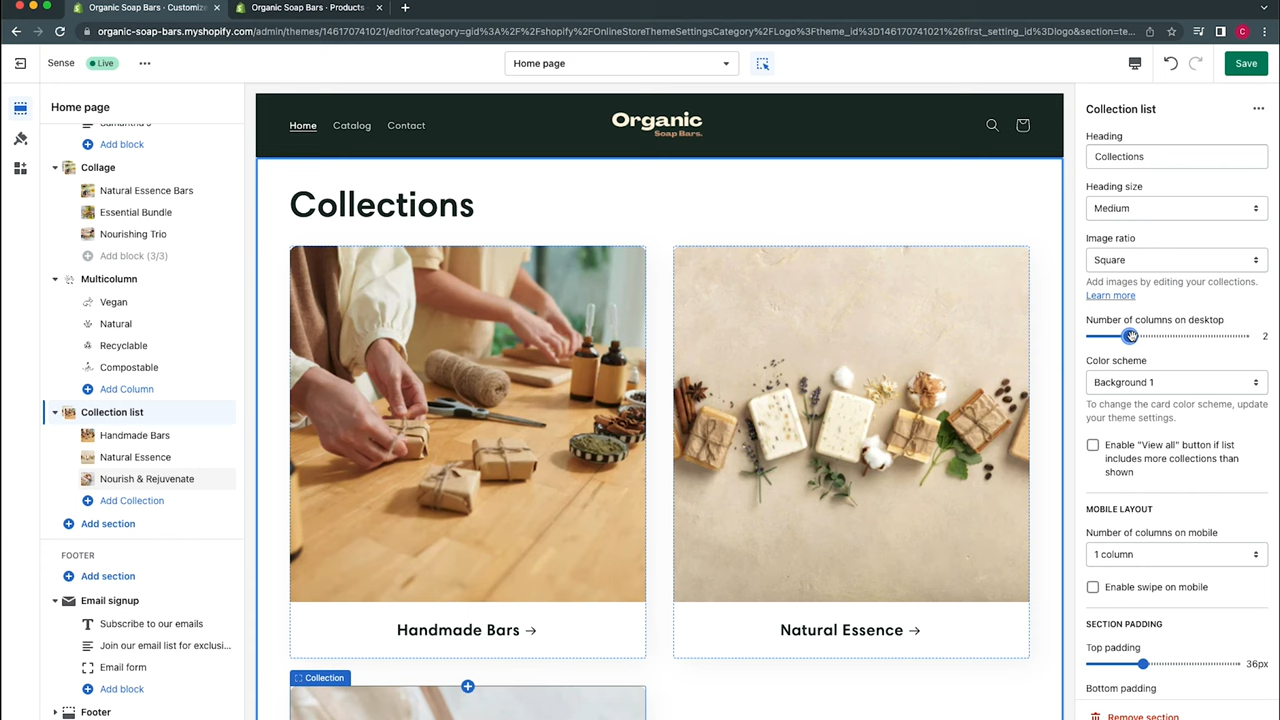 Organic Soap Bars · Customize
Organic Soap Bars - Products ·
organic-soap-bars.myshopify.com/admin/themes/146170741021/editor?category=gid%3A%2F%2Fshopify%2FOnlineStoreThemeSettingsCategory%2FLogo%3Ftheme_id%3D146170741021%26first_setting_id%3Dlogo&section=te...
C
Sense
Live
Home page
Save
Home page
Samantha J
Add block
Collage
Natural Essence Bars
Essential Bundle
Nourishing Trio
Add block (3/3)
Multicolumn
Vegan
Natural
Recyclable
Compostable
Add Column
Collection list
Handmade Bars
Natural Essence
Nourish & Rejuvenate
Add Collection
Add section
FOOTER
Add section
Email signup
Subscribe to our emails
Join our email list for exclusi...
Email form
Add block
Footer
Home
Catalog
Contact
Organic
Soap Bars.
Collections
Handmade Bars →
Natural Essence →
Collection
Collection list
Heading
Collections
Heading size
Medium
Image ratio
Square
Add images by editing your collections.
Learn more
Number of columns on desktop
2
Color scheme
Background 1
To change the card color scheme, update
your theme settings.
Enable "View all" button if list
includes more collections than
shown
MOBILE LAYOUT
Number of columns on mobile
1 column
Enable swipe on mobile
SECTION PADDING
Top padding
36px
Bottom padding
Remove section